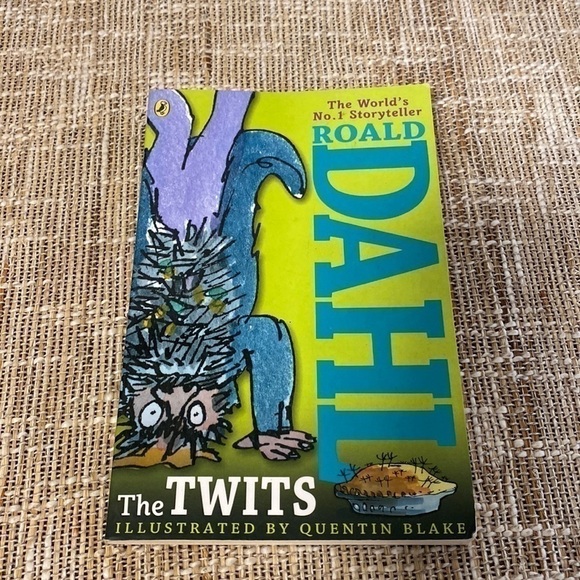 The World's
No.1 Storyteller
ROALD
DAHL
The TWITS
ILLUSTRATED BY QUENTIN BLAKE